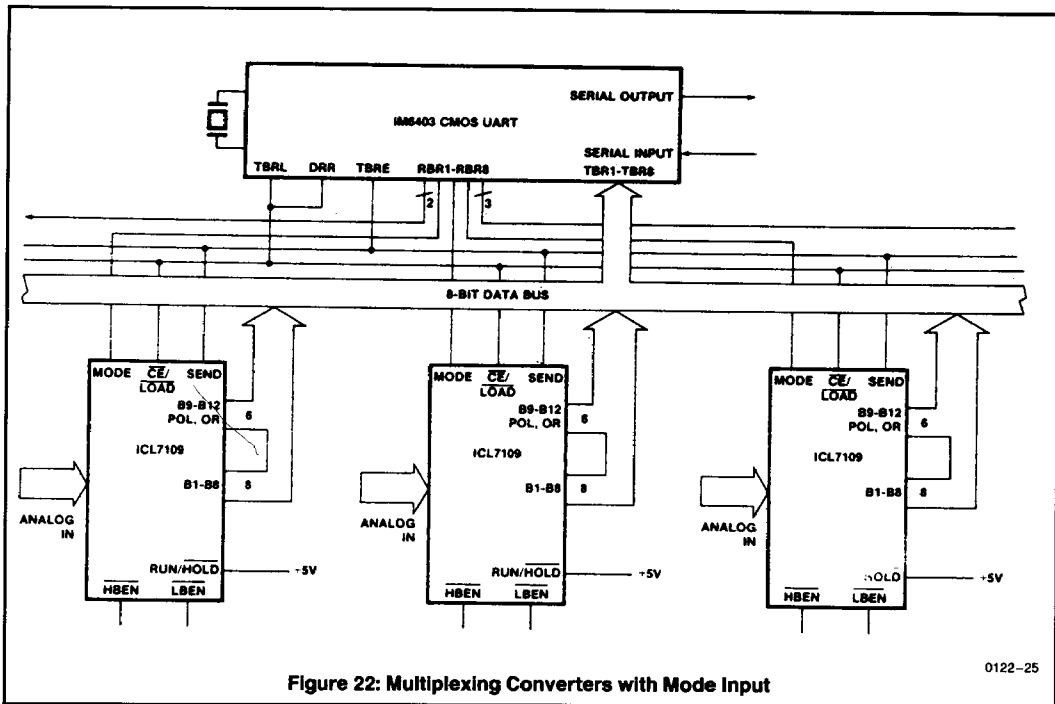 SERIAL OUTPUT
IM6403 CMOS UART
SERIAL INPUT
TBRL DRR TBRE RBR1-RBR8 TBR1-TBR8
2 3
8-BIT DATA BUS
MODE CE/LOAD SEND
B9-B12
POL, OR
6
ICL7109
B1-B8 8
ANALOG
IN
RUN/HOLD +5V
HBEN LBEN
MODE CE/LOAD SEND
B9-B12
POL, OR
6
ICL7109
B1-B8 8
ANALOG
IN
RUN/HOLD +5V
HBEN LBEN
MODE CE/LOAD SEND
B9-B12
POL, OR
6
ICL7109
B1-B8 8
ANALOG
IN
HOLD +5V
HBEN LBEN
0122-25
Figure 22: Multiplexing Converters with Mode Input